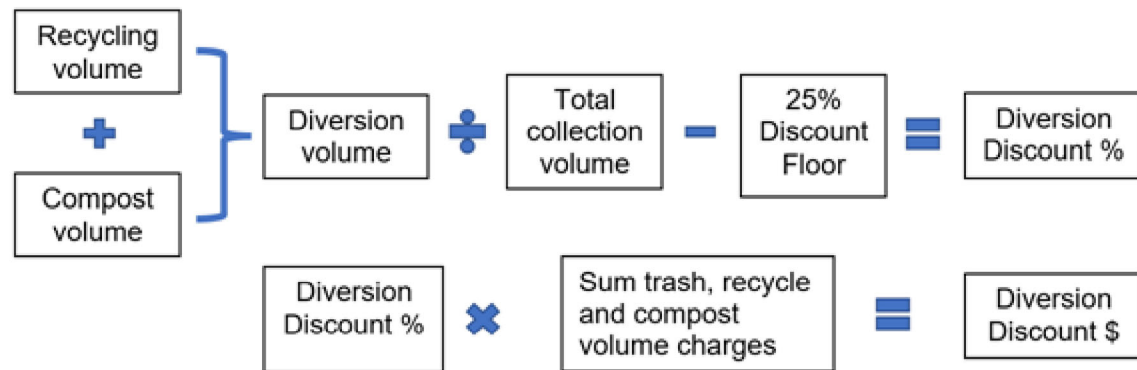 Recycling
volume
+
Compost
volume
Diversion
volume
÷
Total
collection
volume
−
25%
Discount
Floor
=
Diversion
Discount %
Diversion
Discount %
×
Sum trash, recycle
and compost
volume charges
=
Diversion
Discount $